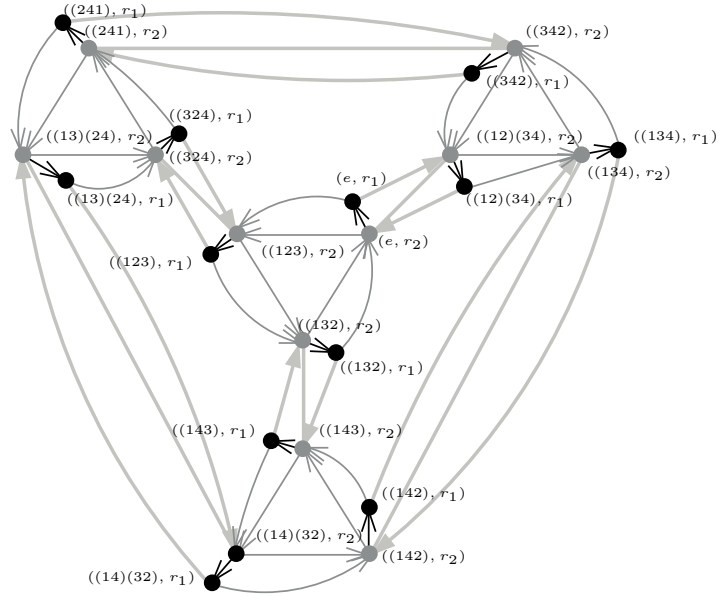 ((241), r₁)
((241), r₂)
((342), r₂)
((342), r₁)
((324), r₁)
((13)(24), r₂)
((324), r₂)
((12)(34), r₂)
((134), r₁)
((134), r₂)
((13)(24), r₁)
(e, r₁)
((12)(34), r₁)
((123), r₂)
(e, r₂)
((123), r₁)
((132), r₂)
((132), r₁)
((143), r₁)
((143), r₂)
((142), r₁)
((14)(32), r₂)
((142), r₂)
((14)(32), r₁)